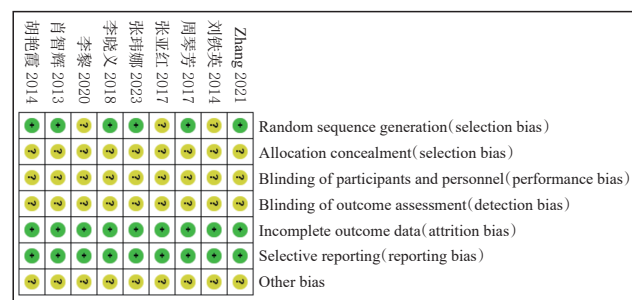 胡艳霞 2014
肖智辉 2013
李黎 2020
李晓义 2018
张玮娜 2023
周琴芳 2017
张亚红 2017
刘铁英 2014
Zhang 2021
+ + ? + + + ? ? + Random sequence generation(selection bias)
? ? ? ? ? ? ? ? ? Allocation concealment(selection bias)
? ? ? ? ? ? ? ? ? Blinding of participants and personnel(performance bias)
? ? ? ? ? ? ? ? ? Blinding of outcome assessment(detection bias)
+ + + + + + + + + Incomplete outcome data(attrition bias)
+ + + + + + + + + Selective reporting(reporting bias)
? ? ? ? ? ? ? ? ? Other bias